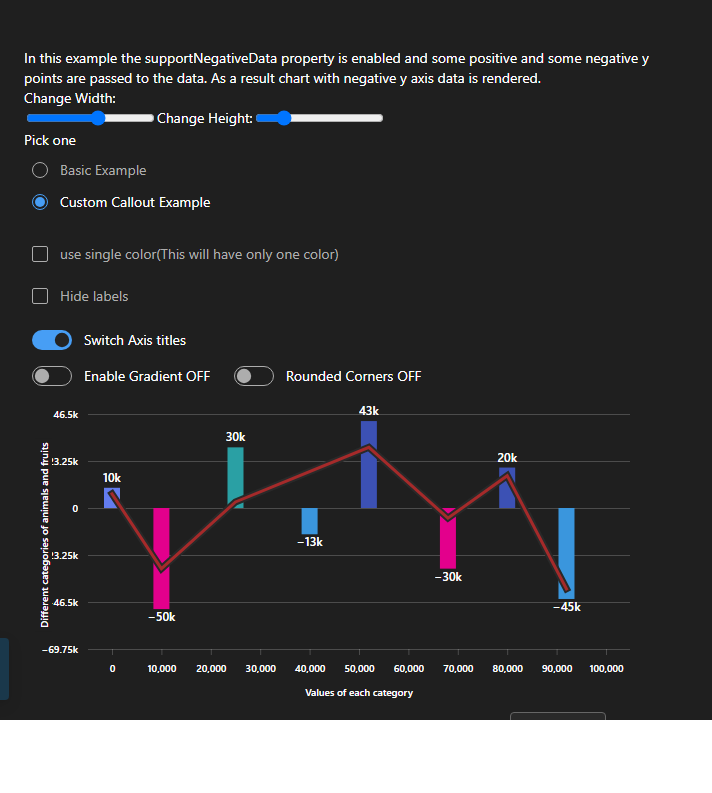 In this example the supportNegativeData property is enabled and some positive and some negative y
points are passed to the data. As a result chart with negative y axis data is rendered.
Change Width:
Change Height:
Pick one
Basic Example
Custom Callout Example
use single color(This will have only one color)
Hide labels
Switch Axis titles
Enable Gradient OFF Rounded Corners OFF
Different categories of animals and fruits
46.5k
3.25k
0
3.25k
46.5k
−69.75k
10k
−50k
30k
−13k
43k
−30k
20k
−45k
0 10,000 20,000 30,000 40,000 50,000 60,000 70,000 80,000 90,000 100,000
Values of each category